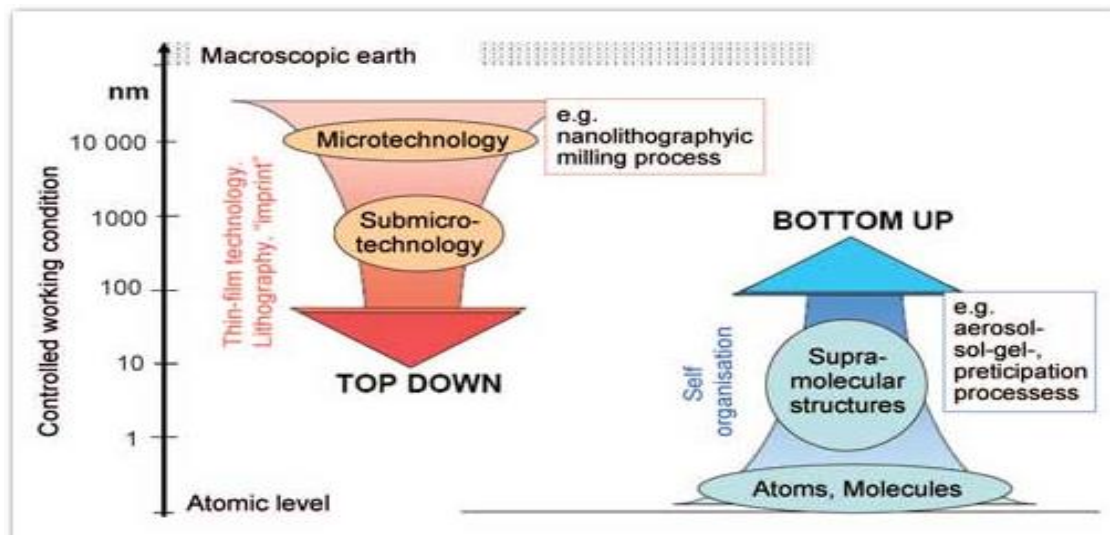 Macroscopic earth
nm
10 000
1000
100
10
1
Atomic level
Controlled working condition
Thin-film technology.
Lithography, "imprint"
Microtechnology
Submicro-
technology
TOP DOWN
e.g.
nanolithographyic
milling process
BOTTOM UP
Self
organisation
Supra-
molecular
structures
Atoms, Molecules
e.g.
aerosol-
sol-gel-,
preticipation
processess